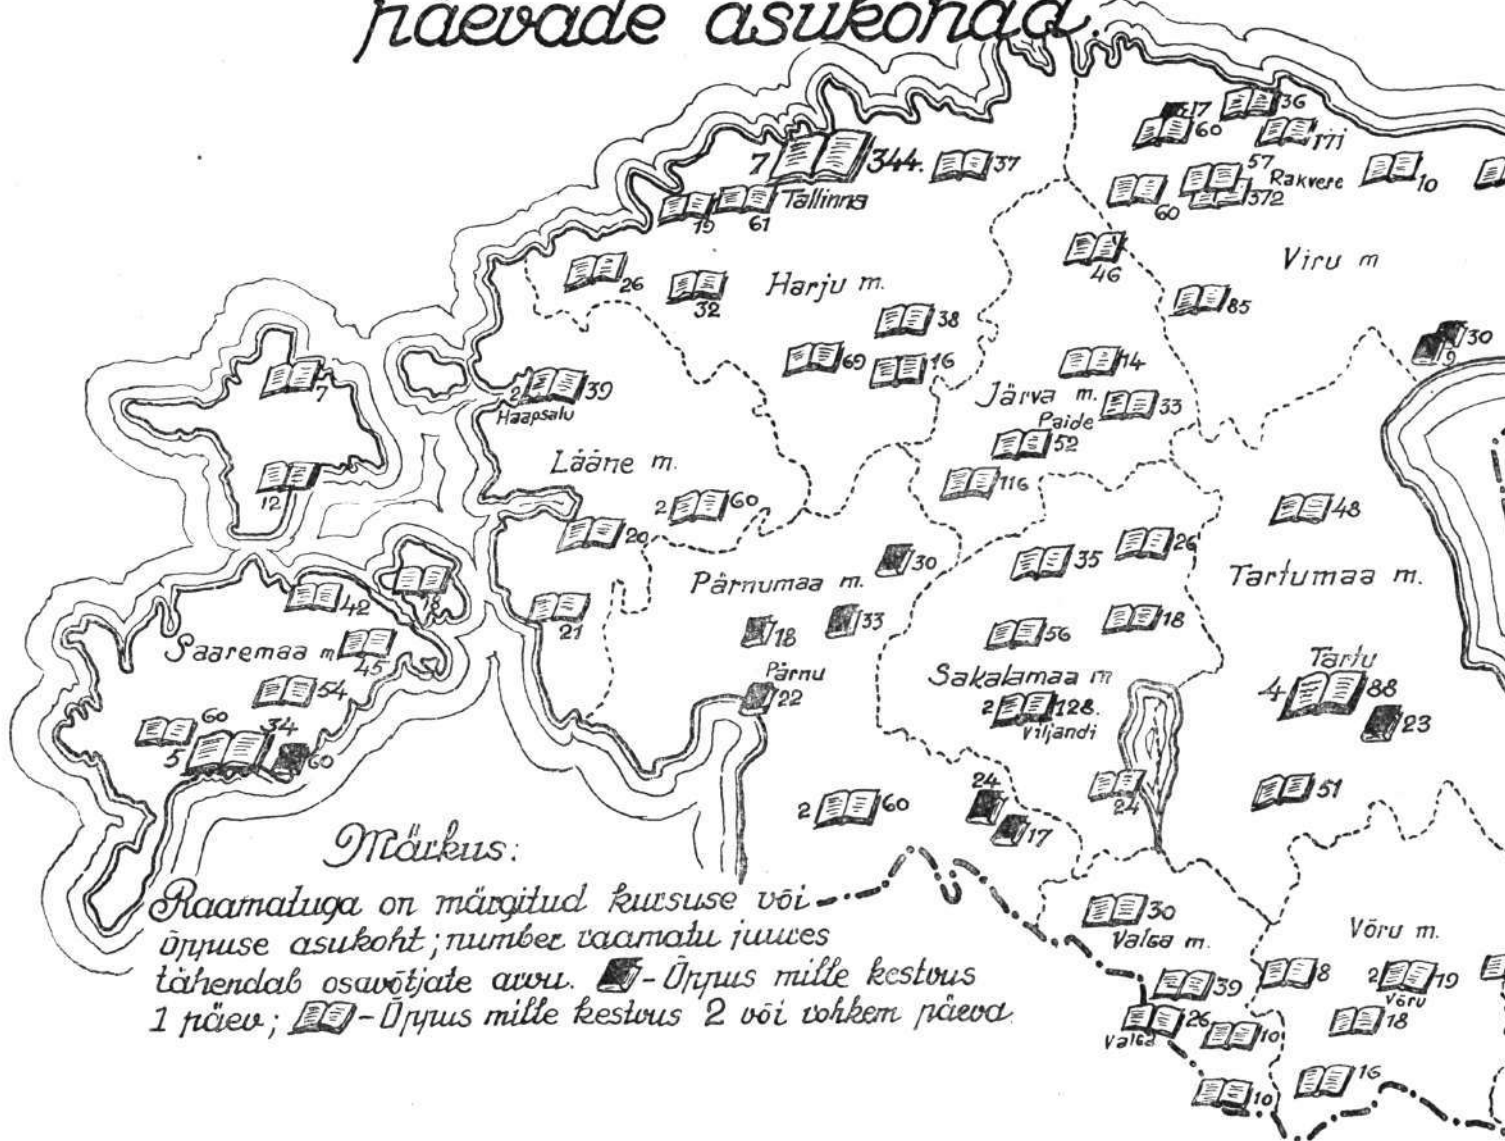 päevade asukohad.
17
36
60
171
7 344.
37
57
Rakvere
10
19
61
Tallinna
60
372
46
Viru m
26
32
Harju m.
85
38
30
9
69
16
14
7
2 39
Haapsalu
Järva m.
33
Paide
52
Lääne m.
12
116
2 60
48
20
35
26
30
Pärnumaa m.
Tartumaa m.
42
21
18
33
56
18
Saaremaa m
45
Tartu
Pärnu
Sakalamaa m
54
22
2 128.
4 88
Viljandi
23
60
5 34
60
24
24
51
2 60
17
Märkus:
Raamatuga on märgitud kursuse või
õppuse asukoht; number raamatu juures
tähendab osavõtjate arvu. - Õppus mille kestvus
1 päev; - Õppus mille kestvus 2 või rohkem päeva.
30
Valga m.
Võru m.
39
8
2 19
Võru
26
Valga
10
18
10
16